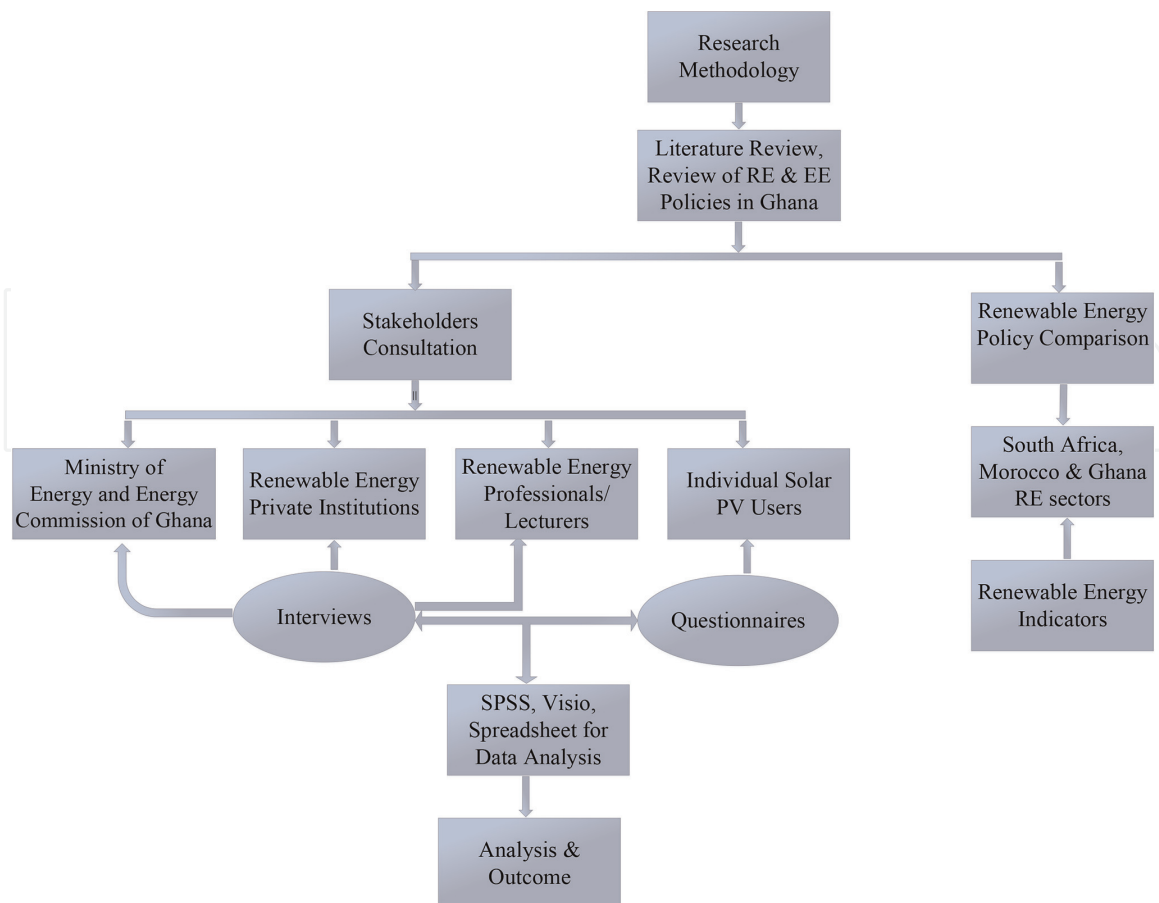 Research
Methodology
Literature Review,
Review of RE & EE
Policies in Ghana
Stakeholders
Consultation
Renewable Energy
Policy Comparison
Ministry of
Energy and Energy
Commission of Ghana
Renewable Energy
Private Institutions
Renewable Energy
Professionals/
Lecturers
Individual Solar
PV Users
South Africa,
Morocco & Ghana
RE sectors
Interviews
Questionnaires
Renewable Energy
Indicators
SPSS, Visio,
Spreadsheet for
Data Analysis
Analysis &
Outcome